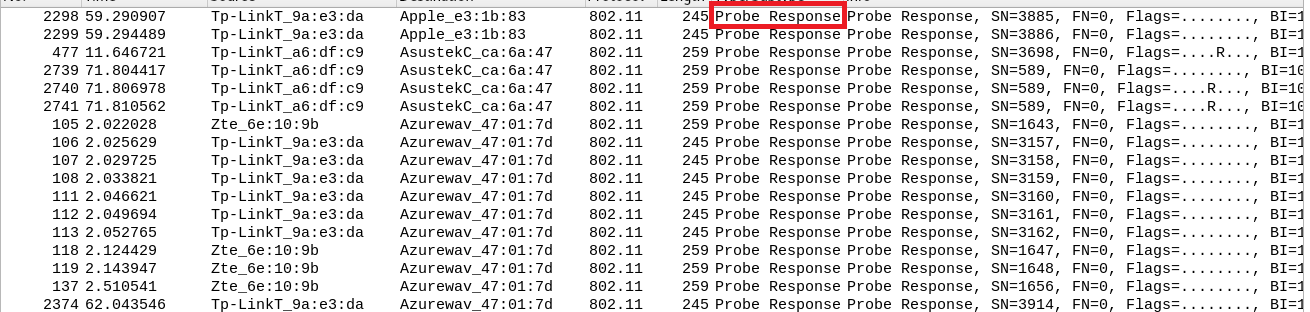 2298 59.290907 Tp-LinkT_9a:e3:da Apple_e3:1b:83 802.11 245 Probe Response Probe Response, SN=3885, FN=0, Flags=........, BI=1
2299 59.294489 Tp-LinkT_9a:e3:da Apple_e3:1b:83 802.11 245 Probe Response Probe Response, SN=3886, FN=0, Flags=........, BI=1
477 11.646721 Tp-LinkT_a6:df:c9 AsustekC_ca:6a:47 802.11 259 Probe Response Probe Response, SN=3698, FN=0, Flags=....R..., BI=1
2739 71.804417 Tp-LinkT_a6:df:c9 AsustekC_ca:6a:47 802.11 259 Probe Response Probe Response, SN=589, FN=0, Flags=........, BI=10
2740 71.806978 Tp-LinkT_a6:df:c9 AsustekC_ca:6a:47 802.11 259 Probe Response Probe Response, SN=589, FN=0, Flags=....R..., BI=10
2741 71.810562 Tp-LinkT_a6:df:c9 AsustekC_ca:6a:47 802.11 259 Probe Response Probe Response, SN=589, FN=0, Flags=....R..., BI=10
105 2.022028 Zte_6e:10:9b Azurewav_47:01:7d 802.11 259 Probe Response Probe Response, SN=1643, FN=0, Flags=........, BI=1
106 2.025629 Tp-LinkT_9a:e3:da Azurewav_47:01:7d 802.11 245 Probe Response Probe Response, SN=3157, FN=0, Flags=........, BI=1
107 2.029725 Tp-LinkT_9a:e3:da Azurewav_47:01:7d 802.11 245 Probe Response Probe Response, SN=3158, FN=0, Flags=........, BI=1
108 2.033821 Tp-LinkT_9a:e3:da Azurewav_47:01:7d 802.11 245 Probe Response Probe Response, SN=3159, FN=0, Flags=........, BI=1
111 2.046621 Tp-LinkT_9a:e3:da Azurewav_47:01:7d 802.11 245 Probe Response Probe Response, SN=3160, FN=0, Flags=........, BI=1
112 2.049694 Tp-LinkT_9a:e3:da Azurewav_47:01:7d 802.11 245 Probe Response Probe Response, SN=3161, FN=0, Flags=........, BI=1
113 2.052765 Tp-LinkT_9a:e3:da Azurewav_47:01:7d 802.11 245 Probe Response Probe Response, SN=3162, FN=0, Flags=........, BI=1
118 2.124429 Zte_6e:10:9b Azurewav_47:01:7d 802.11 259 Probe Response Probe Response, SN=1647, FN=0, Flags=........, BI=1
119 2.143947 Zte_6e:10:9b Azurewav_47:01:7d 802.11 259 Probe Response Probe Response, SN=1648, FN=0, Flags=........, BI=1
137 2.510541 Zte_6e:10:9b Azurewav_47:01:7d 802.11 259 Probe Response Probe Response, SN=1656, FN=0, Flags=........, BI=1
2374 62.043546 Tp-LinkT_9a:e3:da Azurewav_47:01:7d 802.11 245 Probe Response Probe Response, SN=3914, FN=0, Flags=........, BI=1